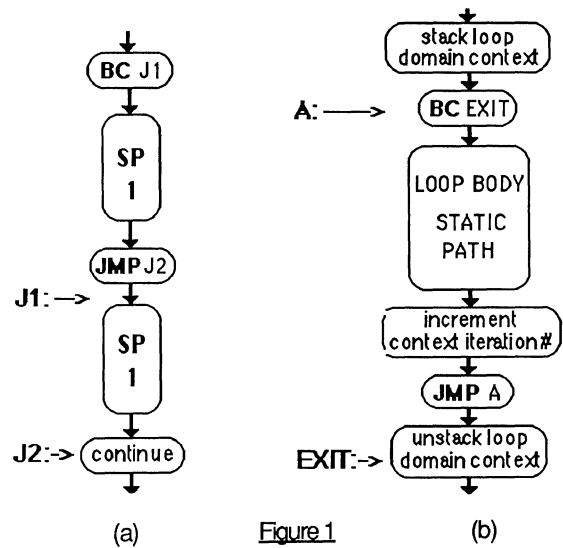 BC J1
SP
1
JMP J2
J1:
SP
1
J2:
continue
(a)
stack loop
domain context
A:
BC EXIT
LOOP BODY
STATIC
PATH
increment
context iteration#
JMP A
EXIT:
unstack loop
domain context
(b)
Figure 1